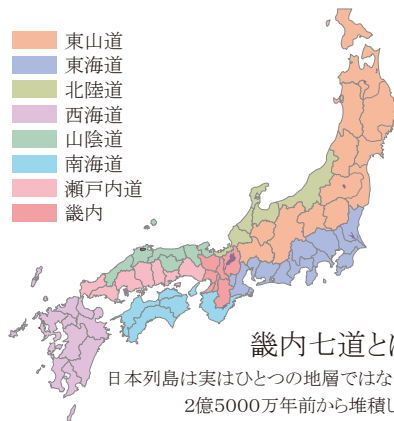 東山道
東海道
北陸道
西海道
山陰道
南海道
瀬戸内道
畿内
畿内七道とは
日本列島は実はひとつの地層ではな
2億5000万年前から堆積し